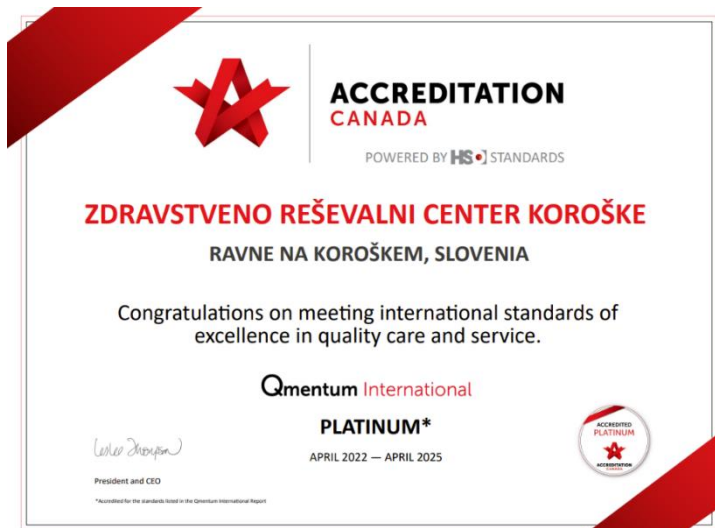 ACCREDITATION
CANADA
POWERED BY HS STANDARDS
ZDRAVSTVENO REŠEVALNI CENTER KOROŠKE
RAVNE NA KOROŠKEM, SLOVENIA
Congratulations on meeting international standards of
excellence in quality care and service.
Qmentum International
PLATINUM*
APRIL 2022 — APRIL 2025
Leslee Thompson
President and CEO
*Accredited for the standards listed in the Qmentum International Report
ACCREDITED
PLATINUM
ACCREDITATION
CANADA